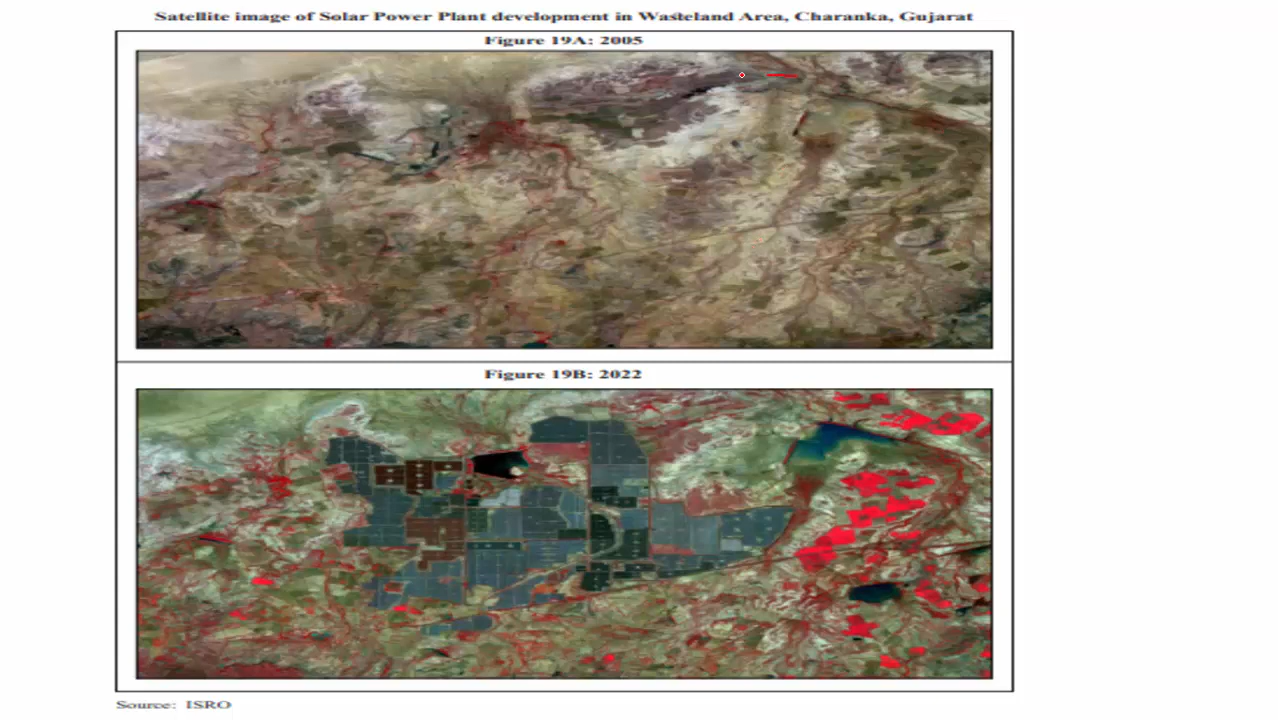 Satellite image of Solar Power Plant development in Wasteland Area, Charanka, Gujarat
Figure 19A: 2005
Figure 19B: 2022
Source: ISRO